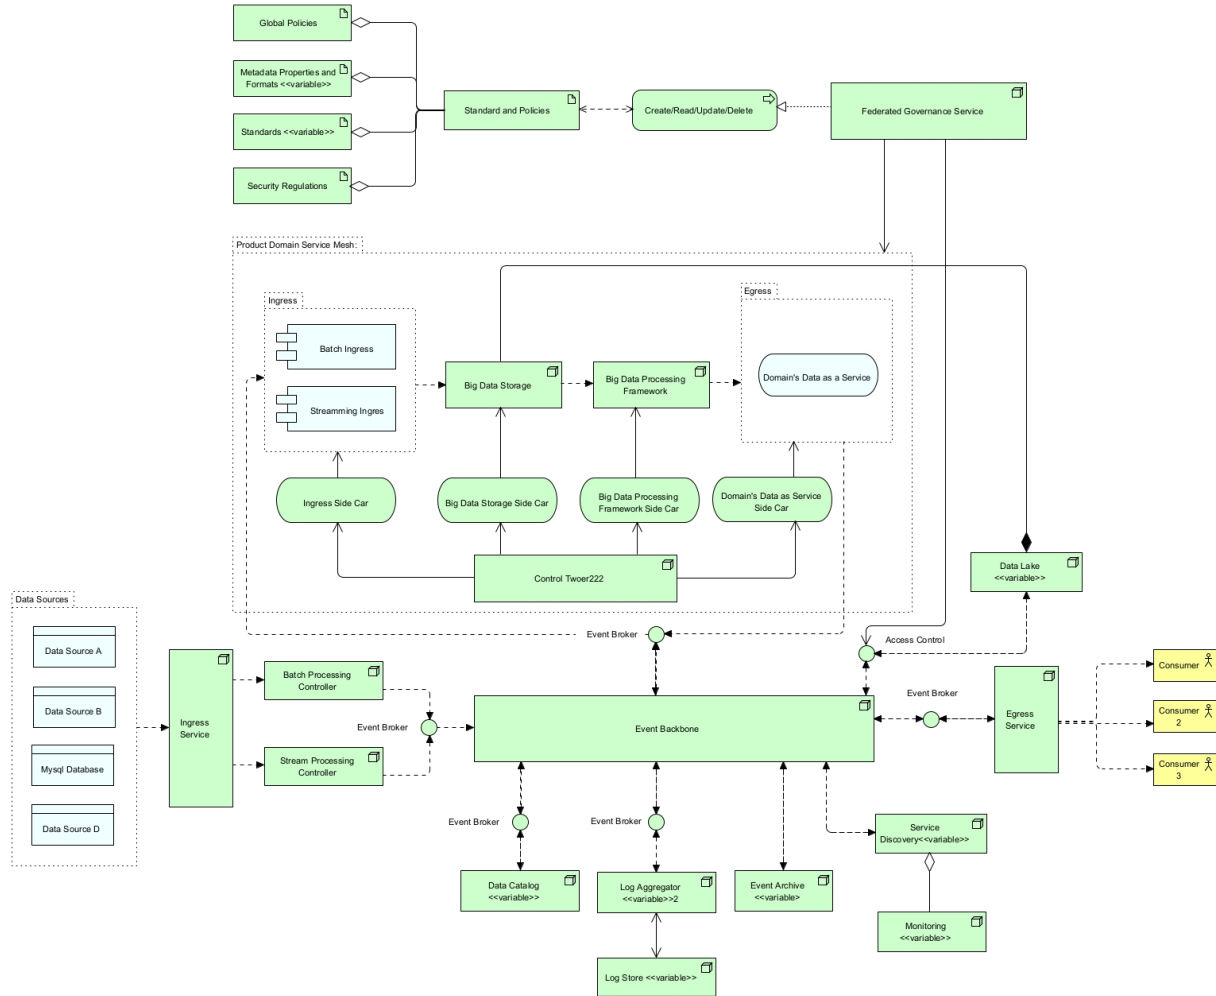 Global Policies
Metadata Properties and
Formats <<variable>>
Standards <<variable>>
Security Regulations
Standard and Policies
Create/Read/Update/Delete
Federated Governance Service
Product Domain Service Mesh:
Ingress
Batch Ingress
Streamming Ingres
Big Data Storage
Big Data Processing
Framework
Egress
Domain's Data as a Service
Ingress Side Car
Big Data Storage Side Car
Big Data Processing
Framework Side Car
Domain's Data as Service
Side Car
Control Twoer222
Data Lake
<<variable>>
Data Sources
Data Source A
Data Source B
Mysql Database
Data Source D
Ingress
Service
Batch Processing
Controller
Stream Processing
Controller
Event Broker
Event Broker
Access Control
Event Backbone
Event Broker
Egress
Service
Consumer
Consumer
2
Consumer
3
Event Broker
Event Broker
Data Catalog
<<variable>>
Log Aggregator
<<variable>>2
Event Archive
<<variable>
Service
Discovery<<variable>>
Monitoring
<<variable>>
Log Store <<variable>>